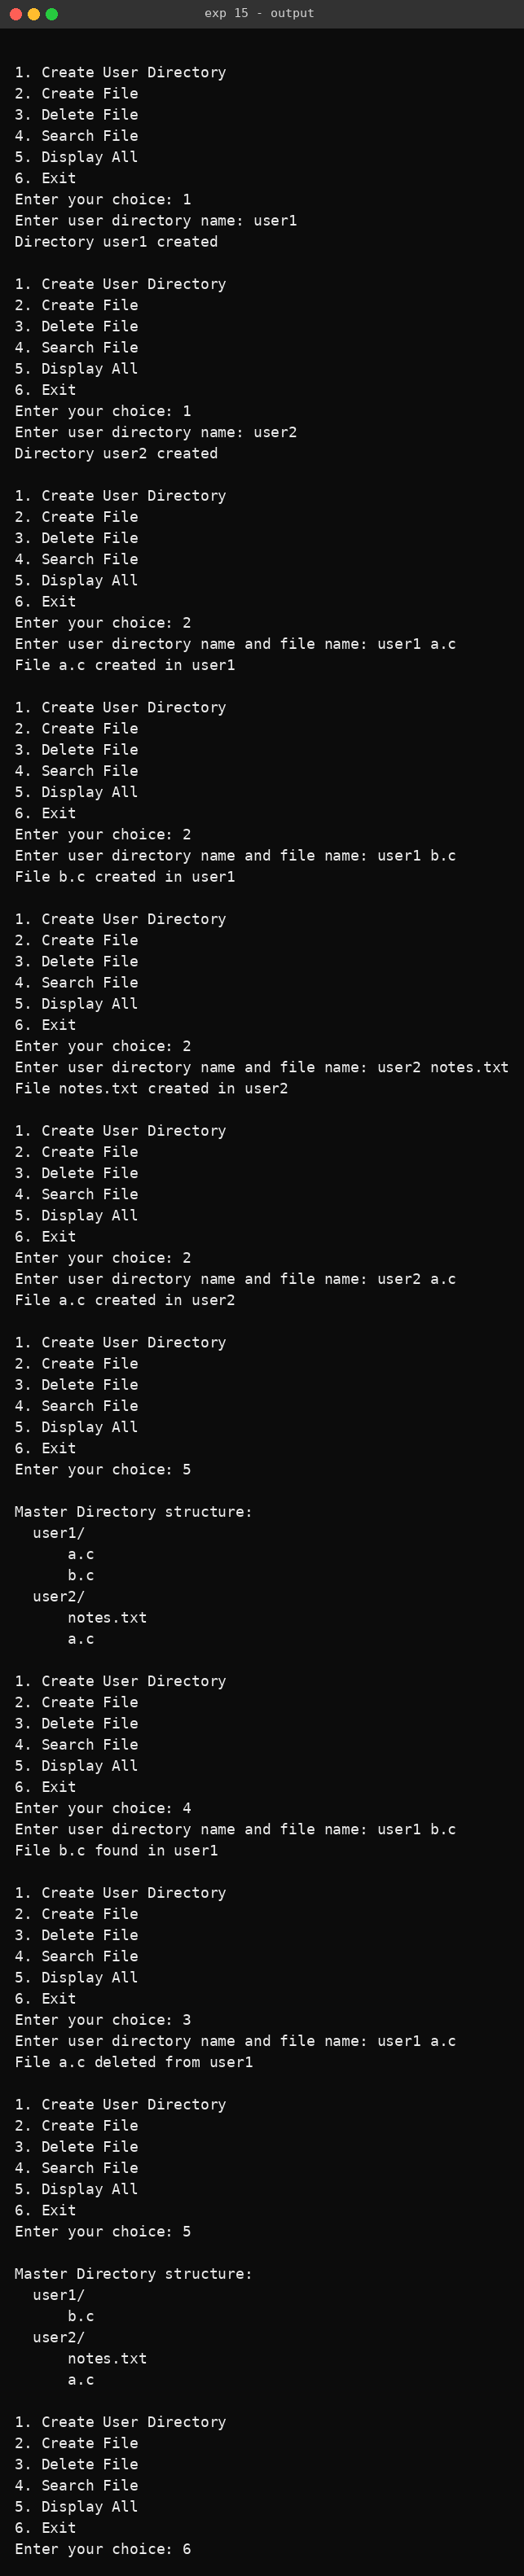 exp 15 - output
1. Create User Directory
2. Create File
3. Delete File
4. Search File
5. Display All
6. Exit
Enter your choice: 1
Enter user directory name: user1
Directory user1 created
1. Create User Directory
2. Create File
3. Delete File
4. Search File
5. Display All
6. Exit
Enter your choice: 1
Enter user directory name: user2
Directory user2 created
1. Create User Directory
2. Create File
3. Delete File
4. Search File
5. Display All
6. Exit
Enter your choice: 2
Enter user directory name and file name: user1 a.c
File a.c created in user1
1. Create User Directory
2. Create File
3. Delete File
4. Search File
5. Display All
6. Exit
Enter your choice: 2
Enter user directory name and file name: user1 b.c
File b.c created in user1
1. Create User Directory
2. Create File
3. Delete File
4. Search File
5. Display All
6. Exit
Enter your choice: 2
Enter user directory name and file name: user2 notes.txt
File notes.txt created in user2
1. Create User Directory
2. Create File
3. Delete File
4. Search File
5. Display All
6. Exit
Enter your choice: 2
Enter user directory name and file name: user2 a.c
File a.c created in user2
1. Create User Directory
2. Create File
3. Delete File
4. Search File
5. Display All
6. Exit
Enter your choice: 5
Master Directory structure:
  user1/
      a.c
      b.c
  user2/
      notes.txt
      a.c
1. Create User Directory
2. Create File
3. Delete File
4. Search File
5. Display All
6. Exit
Enter your choice: 4
Enter user directory name and file name: user1 b.c
File b.c found in user1
1. Create User Directory
2. Create File
3. Delete File
4. Search File
5. Display All
6. Exit
Enter your choice: 3
Enter user directory name and file name: user1 a.c
File a.c deleted from user1
1. Create User Directory
2. Create File
3. Delete File
4. Search File
5. Display All
6. Exit
Enter your choice: 5
Master Directory structure:
  user1/
      b.c
  user2/
      notes.txt
      a.c
1. Create User Directory
2. Create File
3. Delete File
4. Search File
5. Display All
6. Exit
Enter your choice: 6